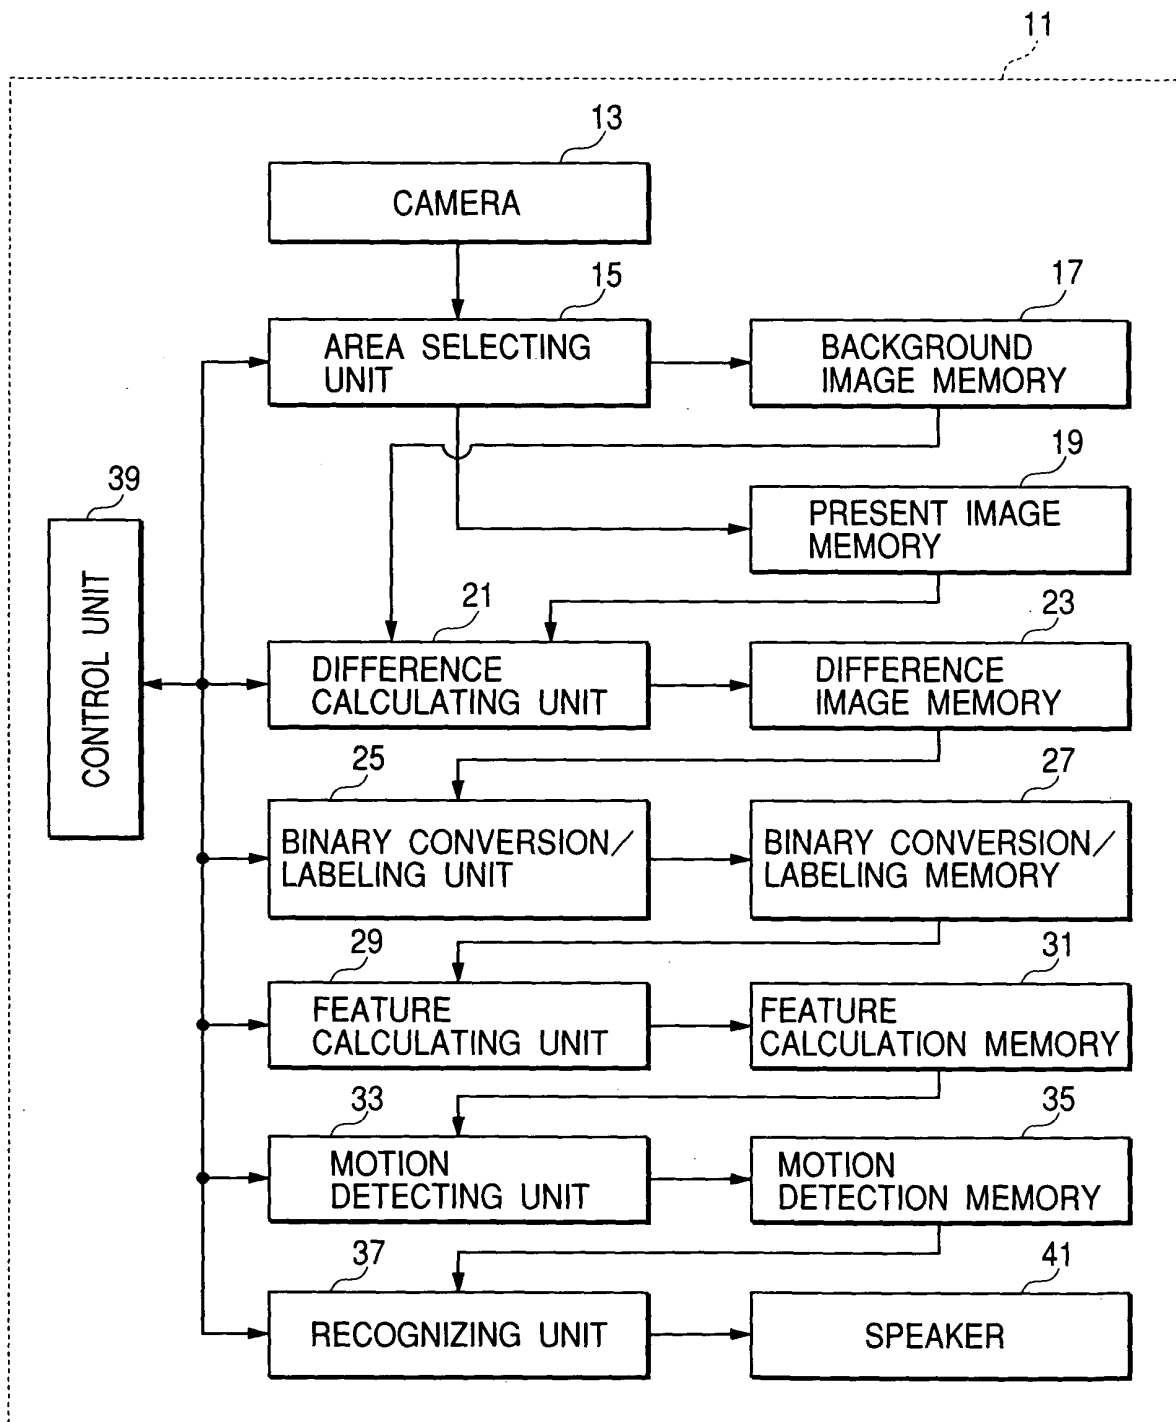 11
13
CAMERA
15
AREA SELECTING
UNIT
17
BACKGROUND
IMAGE MEMORY
19
PRESENT IMAGE
MEMORY
39
CONTROL UNIT
21
DIFFERENCE
CALCULATING UNIT
23
DIFFERENCE
IMAGE MEMORY
25
BINARY CONVERSION/
LABELING UNIT
27
BINARY CONVERSION/
LABELING MEMORY
29
FEATURE
CALCULATING UNIT
31
FEATURE
CALCULATION MEMORY
33
MOTION
DETECTING UNIT
35
MOTION
DETECTION MEMORY
37
RECOGNIZING UNIT
41
SPEAKER